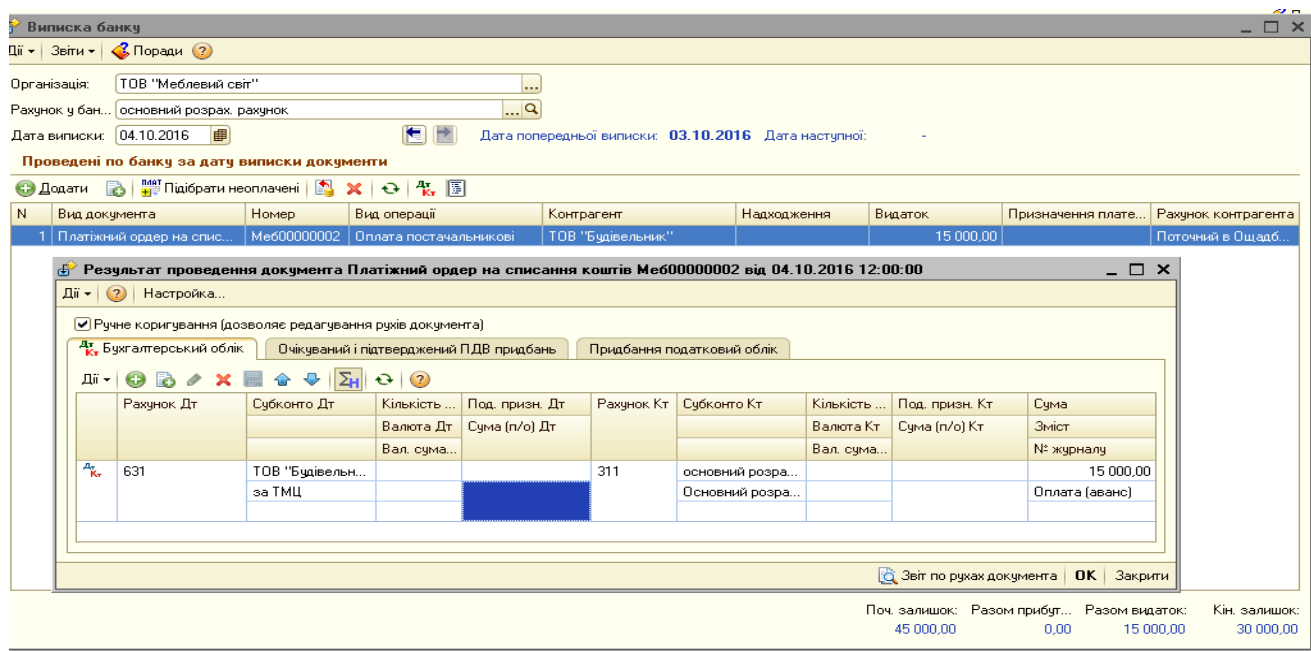 Виписка банку
Дії Звіти Поради
Організація: ТОВ "Меблевий світ" ...
Рахунок у бан... основний розрах. рахунок ...
Дата виписки: 04.10.2016 Дата попередньої виписки: 03.10.2016 Дата наступної: -
Проведені по банку за дату виписки документи
Додати Підібрати неоплачені Дт Кт
N Вид документа Номер Вид операції Контрагент Надходження Видаток Призначення плате... Рахунок контрагента
1 Платіжний ордер на спис... Меб00000002 Оплата постачальникові ТОВ "Будівельник" 15 000,00 Поточний в Ощадб...
Результат проведення документа Платіжний ордер на списання коштів Меб00000002 від 04.10.2016 12:00:00
Дії Настройка...
Ручне коригування (дозволяє редагування рухів документа)
Дт Кт Бухгалтерський облік Очікуваний і підтверджений ПДВ придбань Придбання податковий облік
Дії
Рахунок Дт Субконто Дт Кількість ... Под. призн. Дт Рахунок Кт Субконто Кт Кількість ... Под. призн. Кт Сума
Валюта Дт Сума (п/о) Дт Валюта Кт Сума (п/о) Кт Зміст
Вал. сума... Вал. сума... № журналу
Дт Кт 631 ТОВ "Будівельн... 311 основний розра... 15 000,00
за ТМЦ Основний розра... Оплата (аванс)
Звіт по рухах документа OK Закрити
Поч. залишок: Разом прибут... Разом видаток: Кін. залишок:
45 000,00 0,00 15 000,00 30 000,00